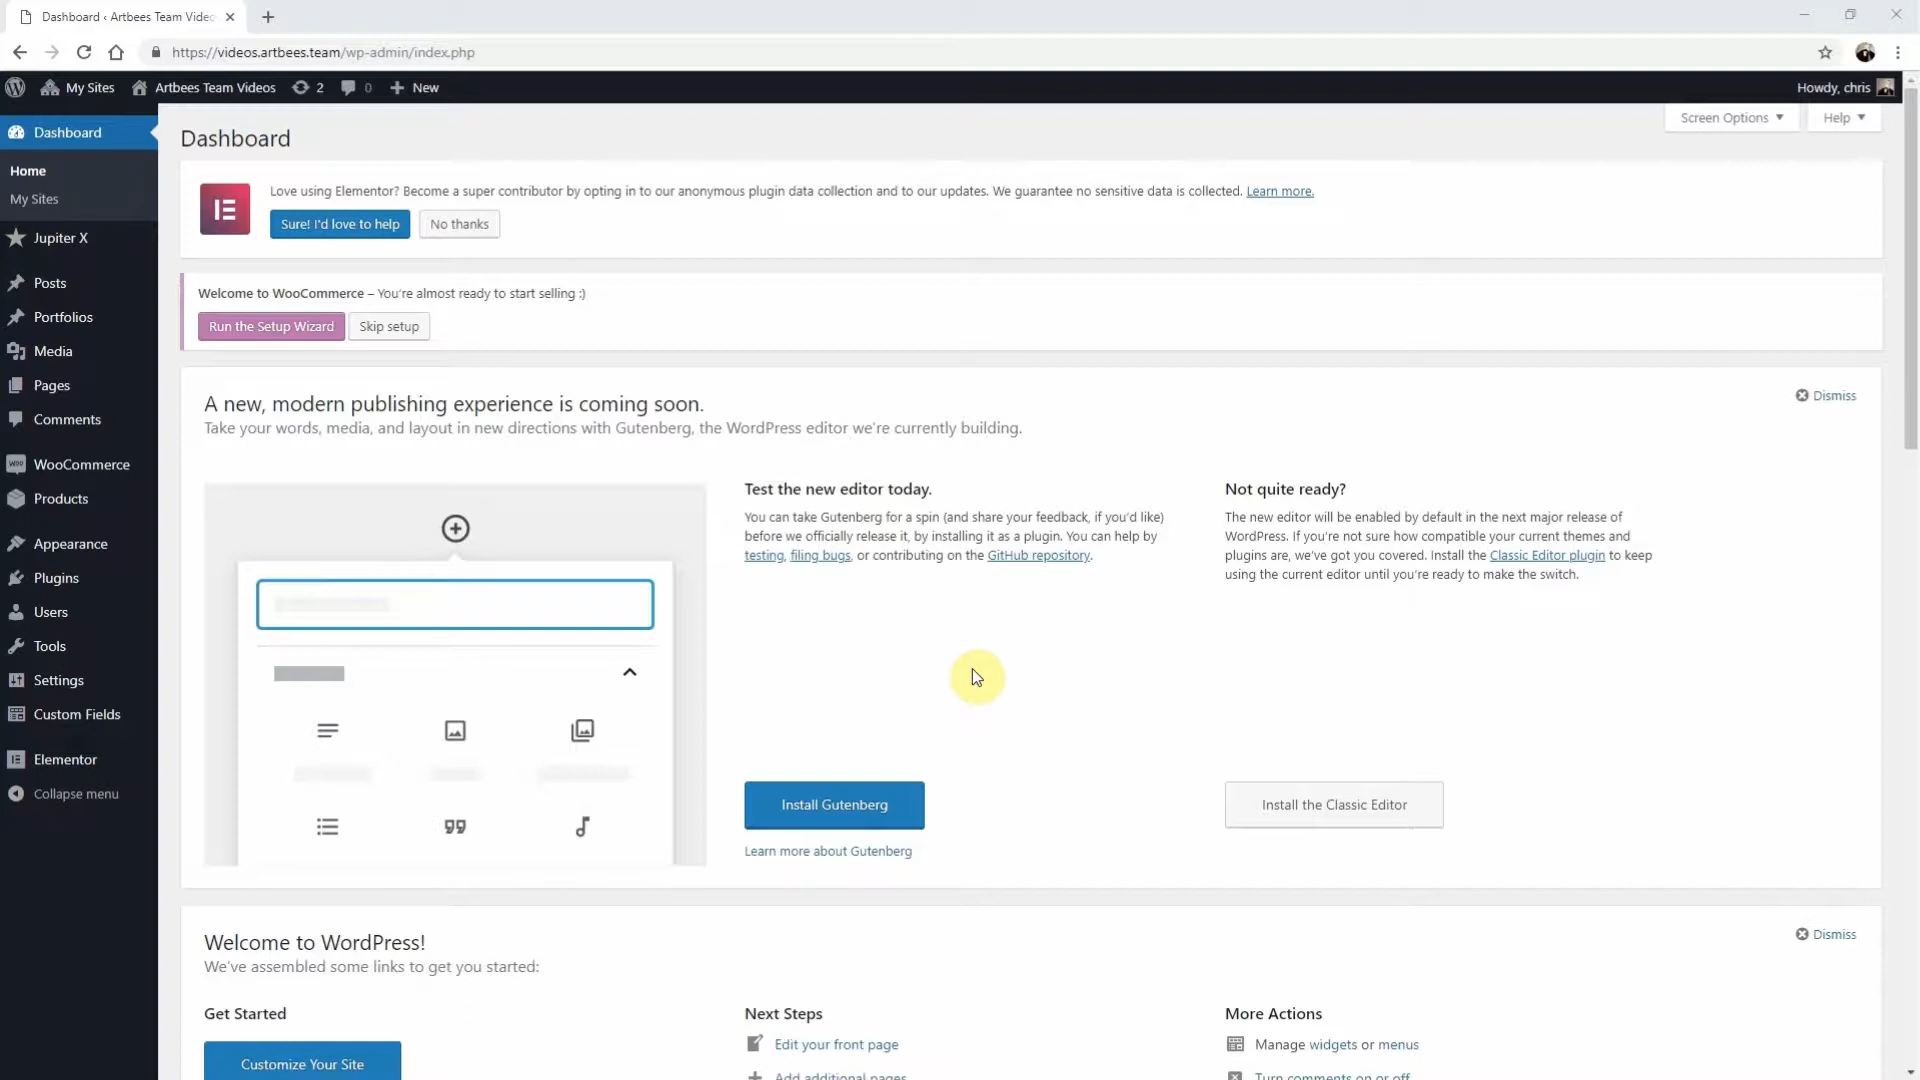 Dashboard ‹ Artbees Team Video
https://videos.artbees.team/wp-admin/index.php
My Sites
Artbees Team Videos
2
0
New
Howdy, chris
Dashboard
Home
My Sites
Jupiter X
Posts
Portfolios
Media
Pages
Comments
WooCommerce
Products
Appearance
Plugins
Users
Tools
Settings
Custom Fields
Elementor
Collapse menu
Screen Options
Help
Dashboard
Love using Elementor? Become a super contributor by opting in to our anonymous plugin data collection and to our updates. We guarantee no sensitive data is collected. Learn more.
Sure! I'd love to help
No thanks
Welcome to WooCommerce – You're almost ready to start selling :)
Run the Setup Wizard
Skip setup
Dismiss
A new, modern publishing experience is coming soon.
Take your words, media, and layout in new directions with Gutenberg, the WordPress editor we're currently building.
Test the new editor today.
You can take Gutenberg for a spin (and share your feedback, if you'd like)
before we officially release it, by installing it as a plugin. You can help by
testing, filing bugs, or contributing on the GitHub repository.
Install Gutenberg
Learn more about Gutenberg
Not quite ready?
The new editor will be enabled by default in the next major release of
WordPress. If you're not sure how compatible your current themes and
plugins are, we've got you covered. Install the Classic Editor plugin to keep
using the current editor until you're ready to make the switch.
Install the Classic Editor
Dismiss
Welcome to WordPress!
We've assembled some links to get you started:
Get Started
Customize Your Site
Next Steps
Edit your front page
Add additional pages
More Actions
Manage widgets or menus
Turn comments on or off